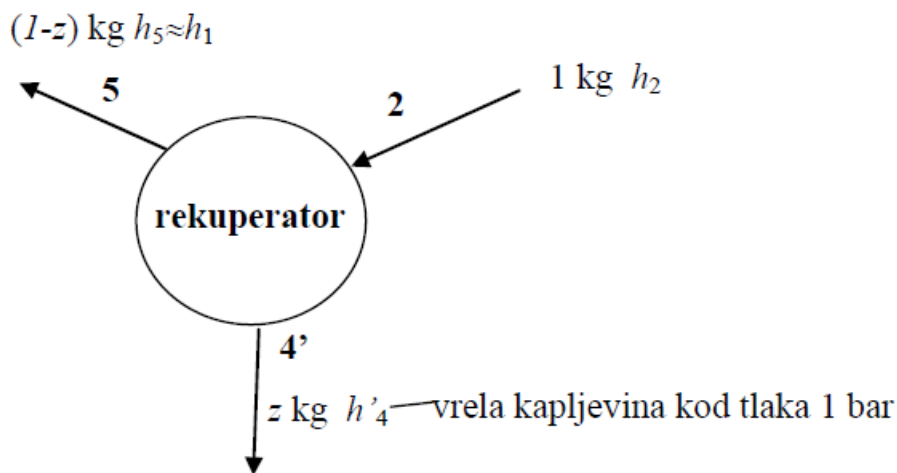 (1-z) kg h₅≈h₁
5
2
1 kg h₂
rekuperator
4’
z kg h’₄ vrela kapljevina kod tlaka 1 bar